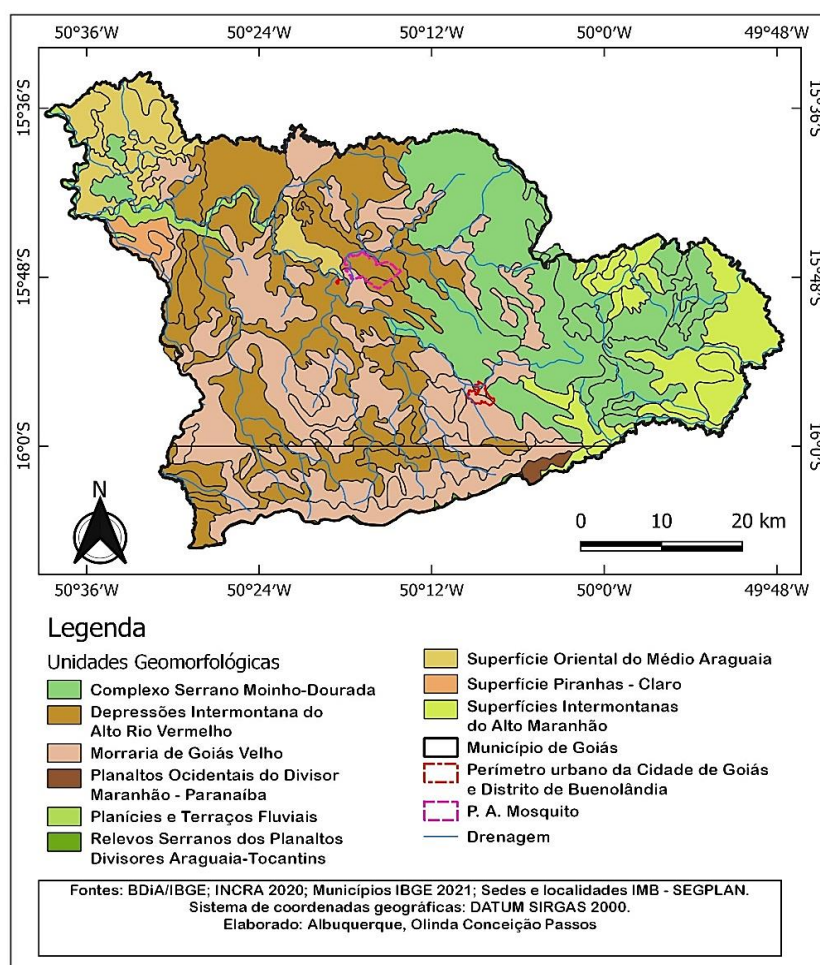 50°36'W 50°24'W 50°12'W 50°0'W 49°48'W
15°36'S 15°36'S
15°48'S 15°48'S
16°0'S 16°0'S
N
0 10 20 km
50°36'W 50°24'W 50°12'W 50°0'W 49°48'W
Legenda
Unidades Geomorfológicas
Complexo Serrano Moinho-Dourada
Depressões Intermontana do
Alto Rio Vermelho
Morraria de Goiás Velho
Planaltos Ocidentais do Divisor
Maranhão - Paranaíba
Planícies e Terraços Fluviais
Relevos Serranos dos Planaltos
Divisores Araguaia-Tocantins
Superfície Oriental do Médio Araguaia
Superfície Piranhas - Claro
Superfícies Intermontanas
do Alto Maranhão
Município de Goiás
Perímetro urbano da Cidade de Goiás
e Distrito de Buenolândia
P. A. Mosquito
Drenagem
Fontes: BDiA/IBGE; INCRA 2020; Municípios IBGE 2021; Sedes e localidades IMB - SEGPLAN.
Sistema de coordenadas geográficas: DATUM SIRGAS 2000.
Elaborado: Albuquerque, Olinda Conceição Passos